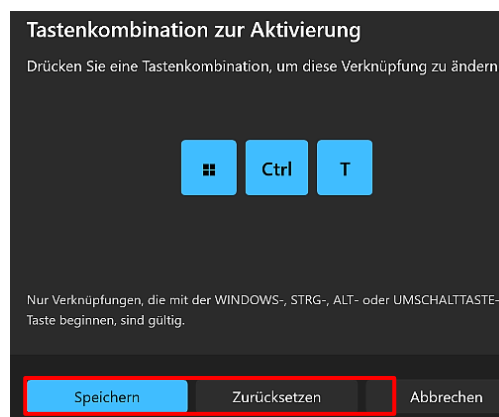 Tastenkombination zur Aktivierung
Drücken Sie eine Tastenkombination, um diese Verknüpfung zu ändern
Ctrl T
Nur Verknüpfungen, die mit der WINDOWS-, STRG-, ALT- oder UMSCHALTTASTE-
Taste beginnen, sind gültig.
Speichern Zurücksetzen Abbrechen